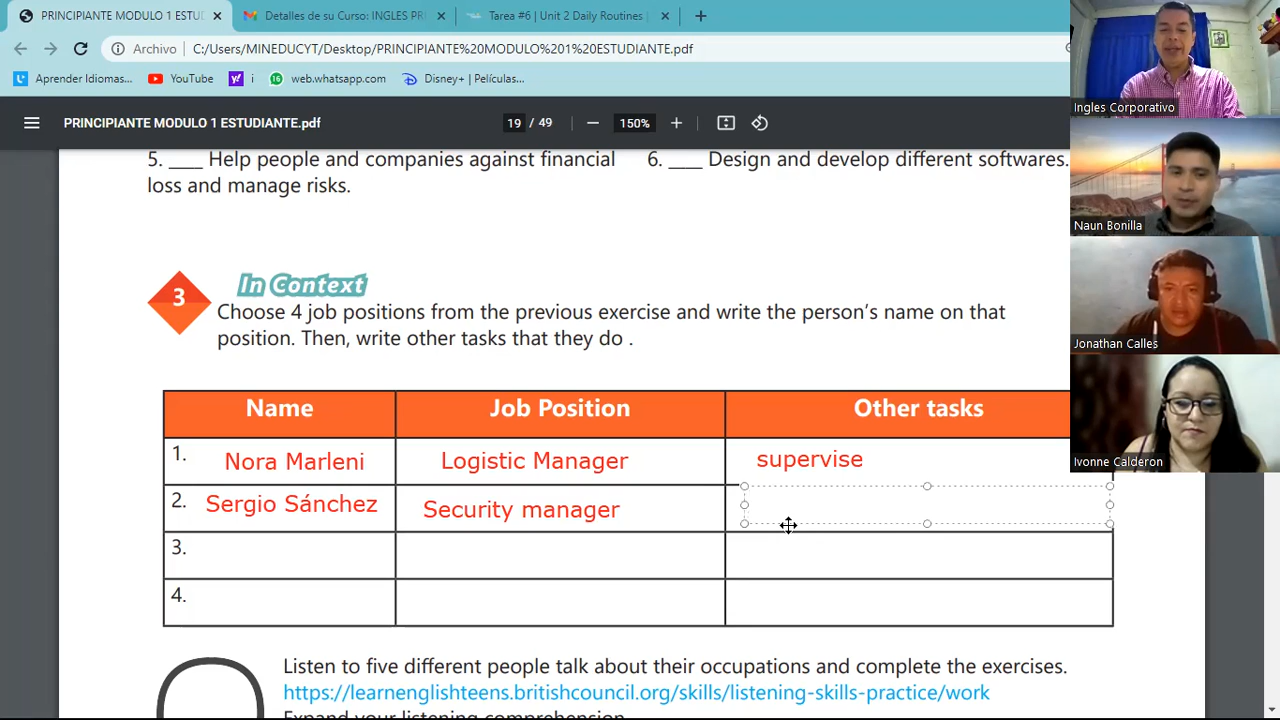 PRINCIPIANTE MODULO 1 ESTUD
Detalles de su Curso: INGLES PRI
Tarea #6 | Unit 2 Daily Routines |
Archivo
C:/Users/MINEDUCYT/Desktop/PRINCIPIANTE%20MODULO%201%20ESTUDIANTE.pdf
Aprender Idiomas...
YouTube
i
web.whatsapp.com
Disney+ | Películas,...
PRINCIPIANTE MODULO 1 ESTUDIANTE.pdf
19 / 49
150%
5. ____ Help people and companies against financial
loss and manage risks.
6. ____ Design and develop different softwares.
3
In Context
Choose 4 job positions from the previous exercise and write the person's name on that
position. Then, write other tasks that they do .
Name
Job Position
Other tasks
1. Nora Marleni
Logistic Manager
supervise
2. Sergio Sánchez
Security manager
3.
4.
Listen to five different people talk about their occupations and complete the exercises.
https://learnenglishteens.britishcouncil.org/skills/listening-skills-practice/work
Expand your listening comprehension
Ingles Corporativo
Naun Bonilla
Jonathan Calles
Ivonne Calderon